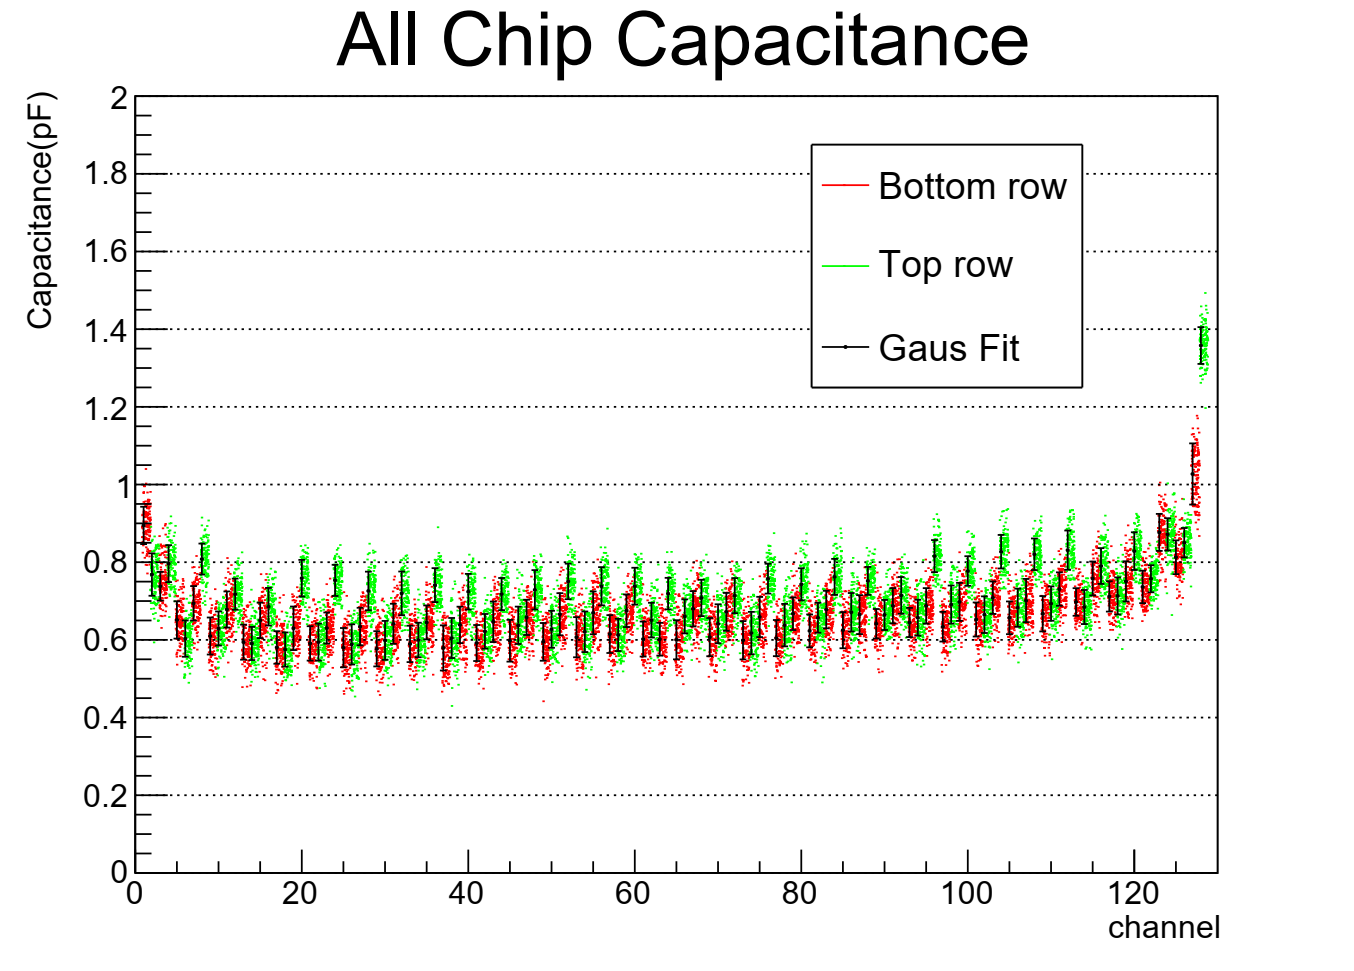 All Chip Capacitance
Capacitance(pF)
2
1.8
1.6
1.4
1.2
1
0.8
0.6
0.4
0.2
0
Bottom row
Top row
Gaus Fit
0 20 40 60 80 100 120
channel